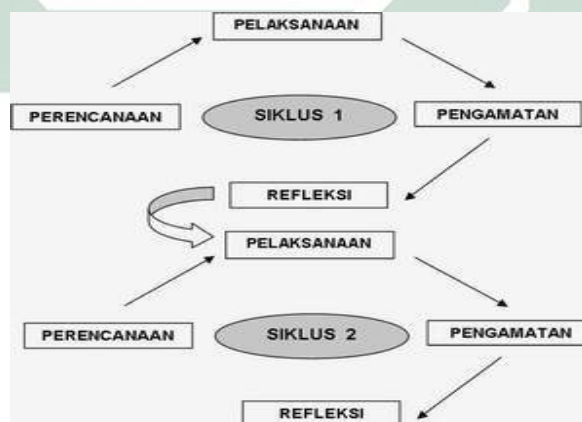 PELAKSANAAN
PERENCANAAN
SIKLUS 1
PENGAMATAN
REFLEKSI
PELAKSANAAN
PERENCANAAN
SIKLUS 2
PENGAMATAN
REFLEKSI